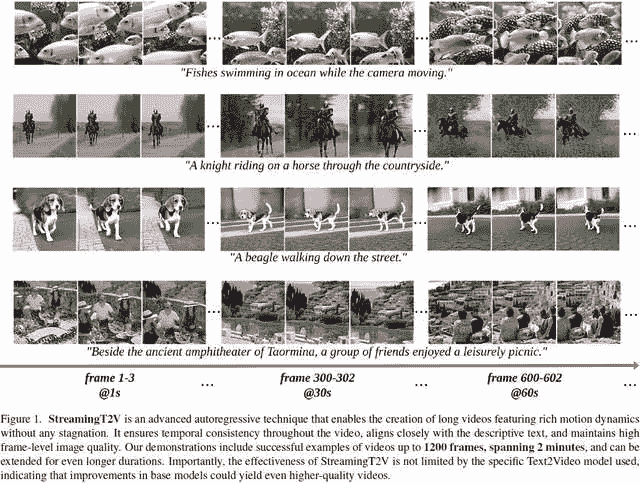 ... ... ...
"Fishes swimming in ocean while the camera moving."
... ... ...
"A knight riding on a horse through the countryside."
... ... ...
"A beagle walking down the street."
... ... ...
"Beside the ancient amphitheater of Taormina, a group of friends enjoyed a leisurely picnic."
frame 1-3 ... frame 300-302 ... frame 600-602 ...
@1s @30s @60s
Figure 1. StreamingT2V is an advanced autoregressive technique that enables the creation of long videos featuring rich motion dynamics
without any stagnation. It ensures temporal consistency throughout the video, aligns closely with the descriptive text, and maintains high
frame-level image quality. Our demonstrations include successful examples of videos up to 1200 frames, spanning 2 minutes, and can be
extended for even longer durations. Importantly, the effectiveness of StreamingT2V is not limited by the specific Text2Video model used,
indicating that improvements in base models could yield even higher-quality videos.